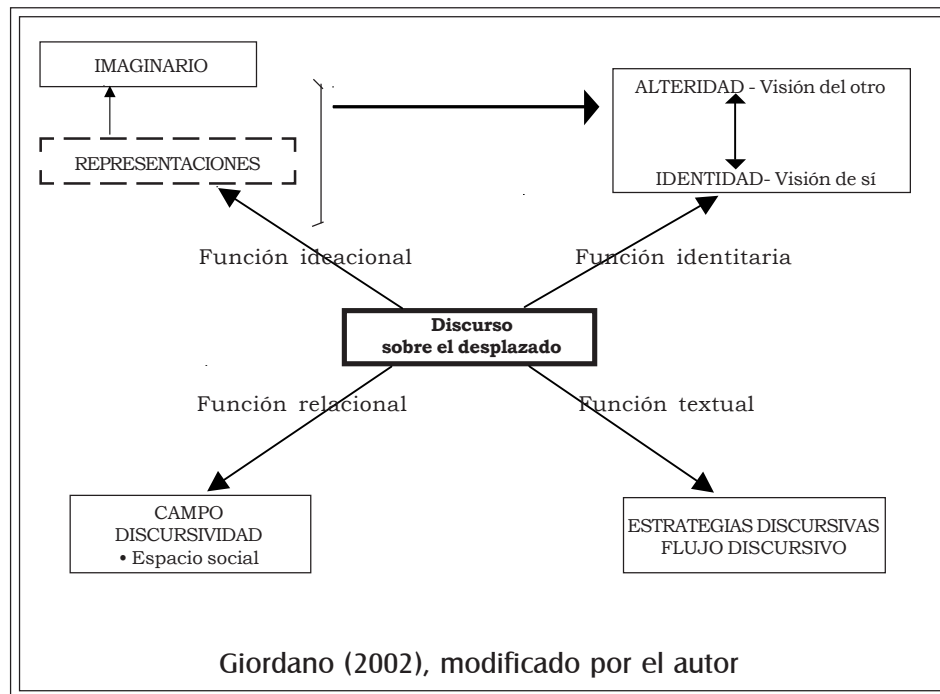 IMAGINARIO
ALTERIDAD - Visión del otro
REPRESENTACIONES
IDENTIDAD- Visión de sí
Función ideacional
Función identitaria
Discurso
sobre el desplazado
Función relacional
Función textual
CAMPO
DISCURSIVIDAD
• Espacio social
ESTRATEGIAS DISCURSIVAS
FLUJO DISCURSIVO
Giordano (2002), modificado por el autor